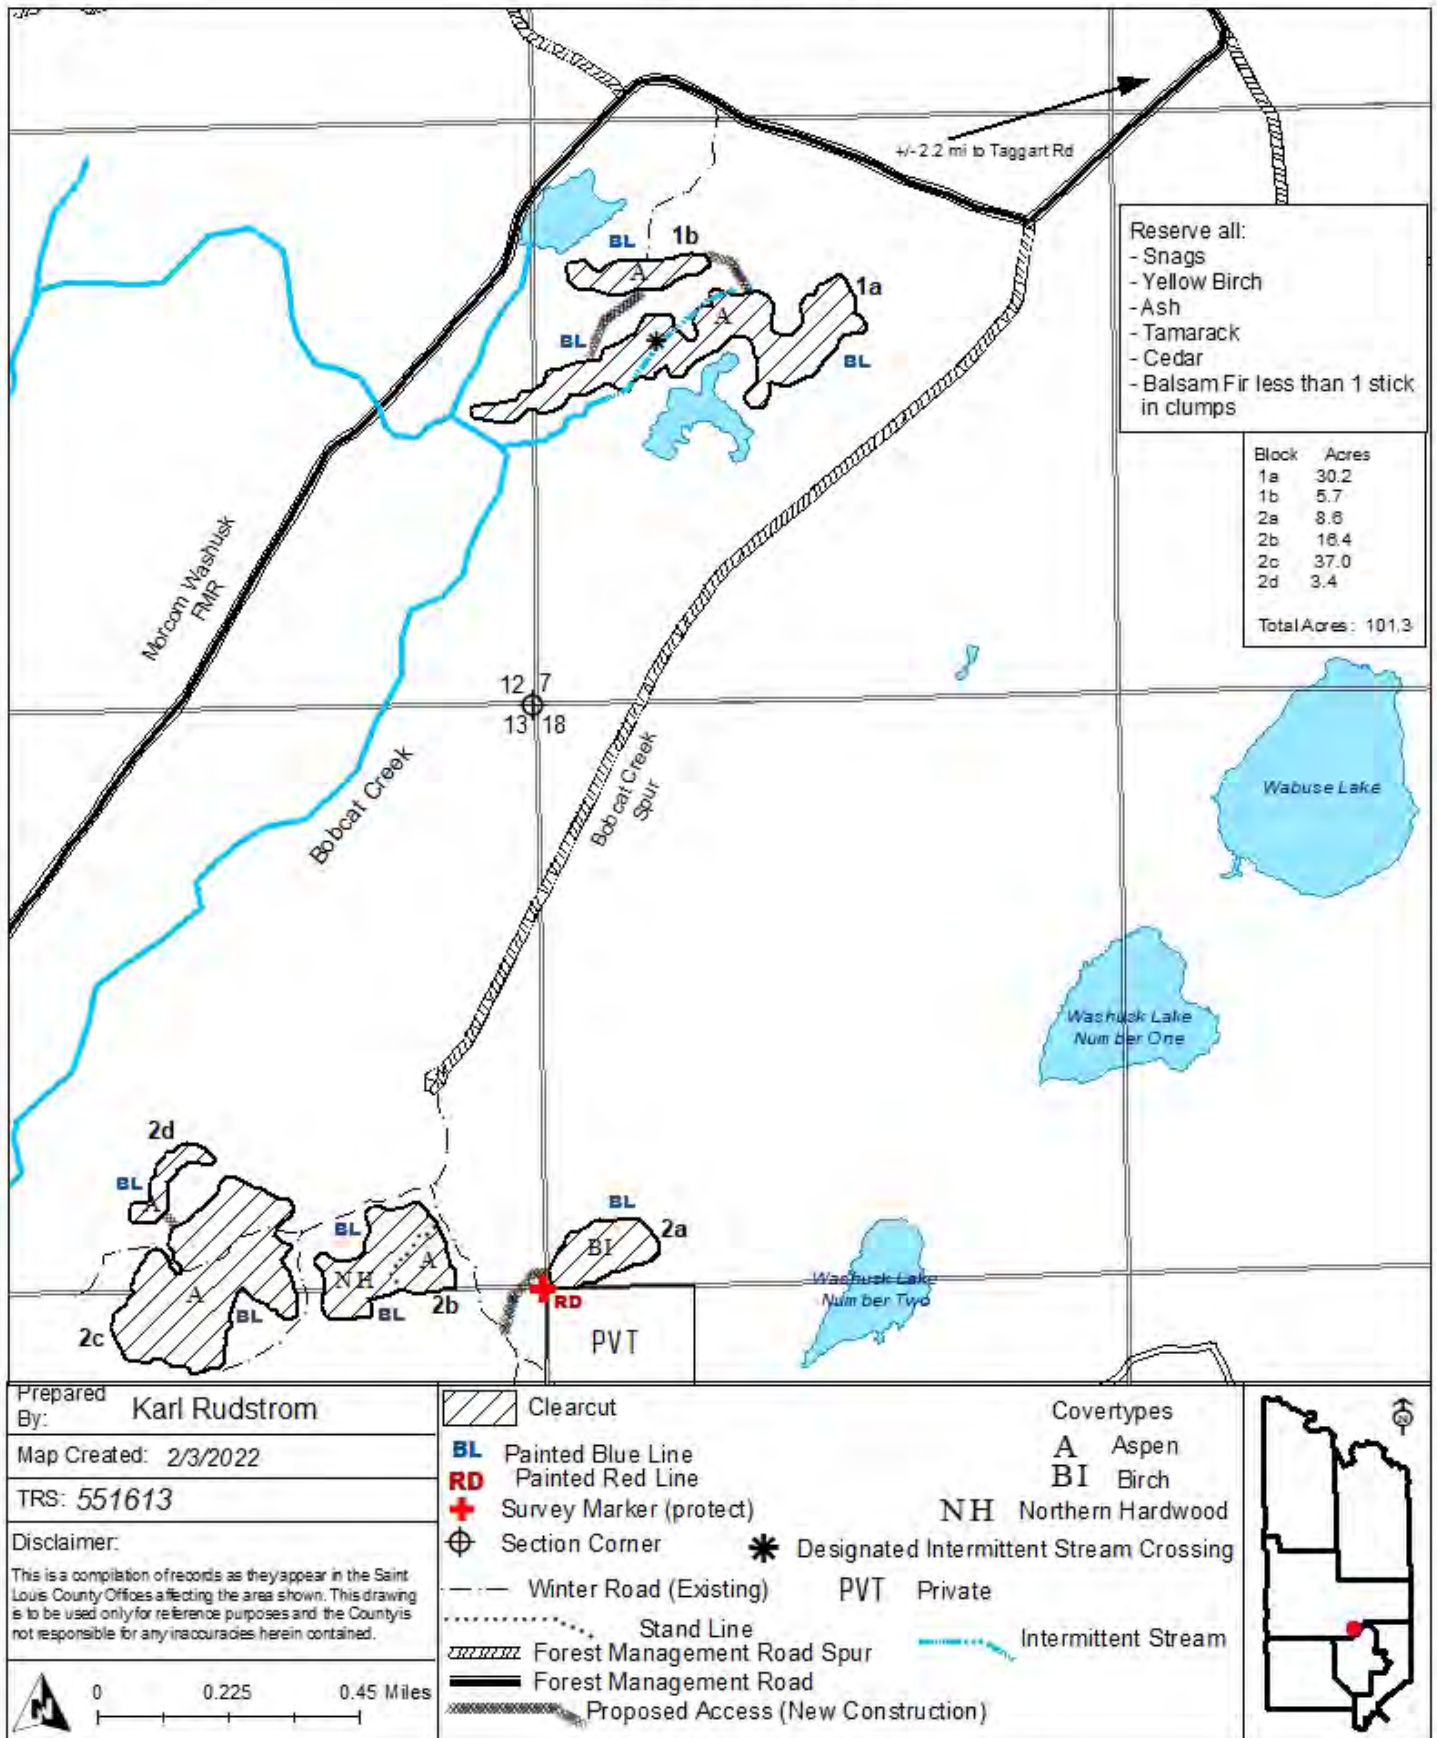 +/- 2.2 mi to Taggart Rd
Reserve all:
- Snags
- Yellow Birch
- Ash
- Tamarack
- Cedar
- Balsam Fir less than 1 stick
in clumps
BL
1b
A
1a
A
BL
BL
Block Acres
1a 30.2
1b 5.7
2a 8.6
2b 16.4
2c 37.0
2d 3.4
Total Acres: 101.3
Morcom Washusk
FMR
12 7
13 18
Bobcat Creek
Bobcat Creek
Spur
Wabuse Lake
Washusk Lake
Number One
2d
BL
A
BL
BL
2a
BI
A
NH
A
Washusk Lake
Number Two
2b
RD
BL
BL
2c
PVT
Prepared
By: Karl Rudstrom
Map Created: 2/3/2022
TRS: 551613
Disclaimer:
This is a compilation of records as they appear in the Saint
Louis County Offices affecting the area shown. This drawing
is to be used only for reference purposes and the County is
not responsible for any inaccuracies herein contained.
N
0 0.225 0.45 Miles
Clearcut
BL Painted Blue Line
RD Painted Red Line
Survey Marker (protect)
Section Corner
Designated Intermittent Stream Crossing
Winter Road (Existing)
PVT Private
Stand Line
Intermittent Stream
Forest Management Road Spur
Forest Management Road
Proposed Access (New Construction)
Covertypes
A Aspen
BI Birch
NH Northern Hardwood